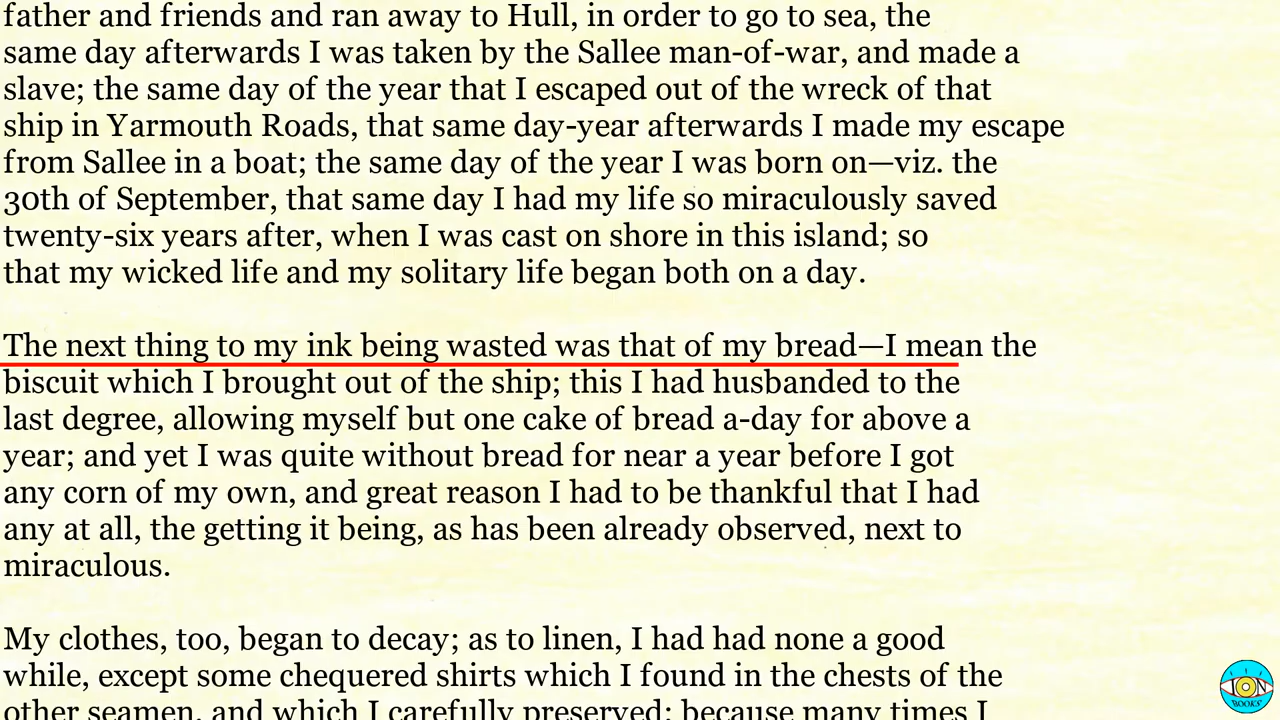 father and friends and ran away to Hull, in order to go to sea, the
same day afterwards I was taken by the Sallee man-of-war, and made a
slave; the same day of the year that I escaped out of the wreck of that
ship in Yarmouth Roads, that same day-year afterwards I made my escape
from Sallee in a boat; the same day of the year I was born on—viz. the
30th of September, that same day I had my life so miraculously saved
twenty-six years after, when I was cast on shore in this island; so
that my wicked life and my solitary life began both on a day.
The next thing to my ink being wasted was that of my bread—I mean the
biscuit which I brought out of the ship; this I had husbanded to the
last degree, allowing myself but one cake of bread a-day for above a
year; and yet I was quite without bread for near a year before I got
any corn of my own, and great reason I had to be thankful that I had
any at all, the getting it being, as has been already observed, next to
miraculous.
My clothes, too, began to decay; as to linen, I had had none a good
while, except some chequered shirts which I found in the chests of the
other seamen, and which I carefully preserved; because many times I
ION
BOOKS